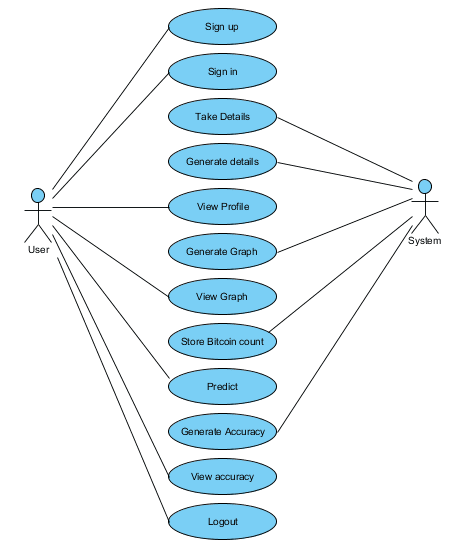 Sign up
Sign in
Take Details
Generate details
View Profile
User
System
Generate Graph
View Graph
Store Bitcoin count
Predict
Generate Accuracy
View accuracy
Logout